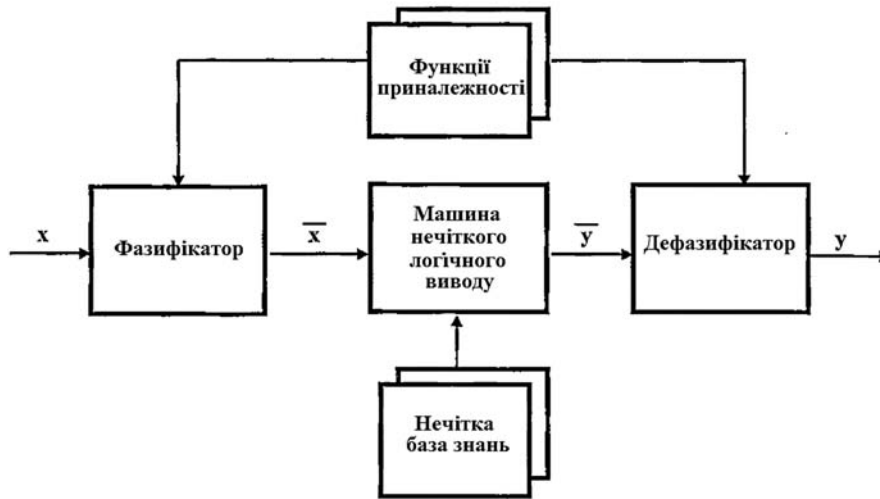 Функції
приналежності
x
Фазифікатор
x̅
Машина
нечіткого
логічного
виводу
y̅
Дефазифікатор
y
Нечітка
база знань